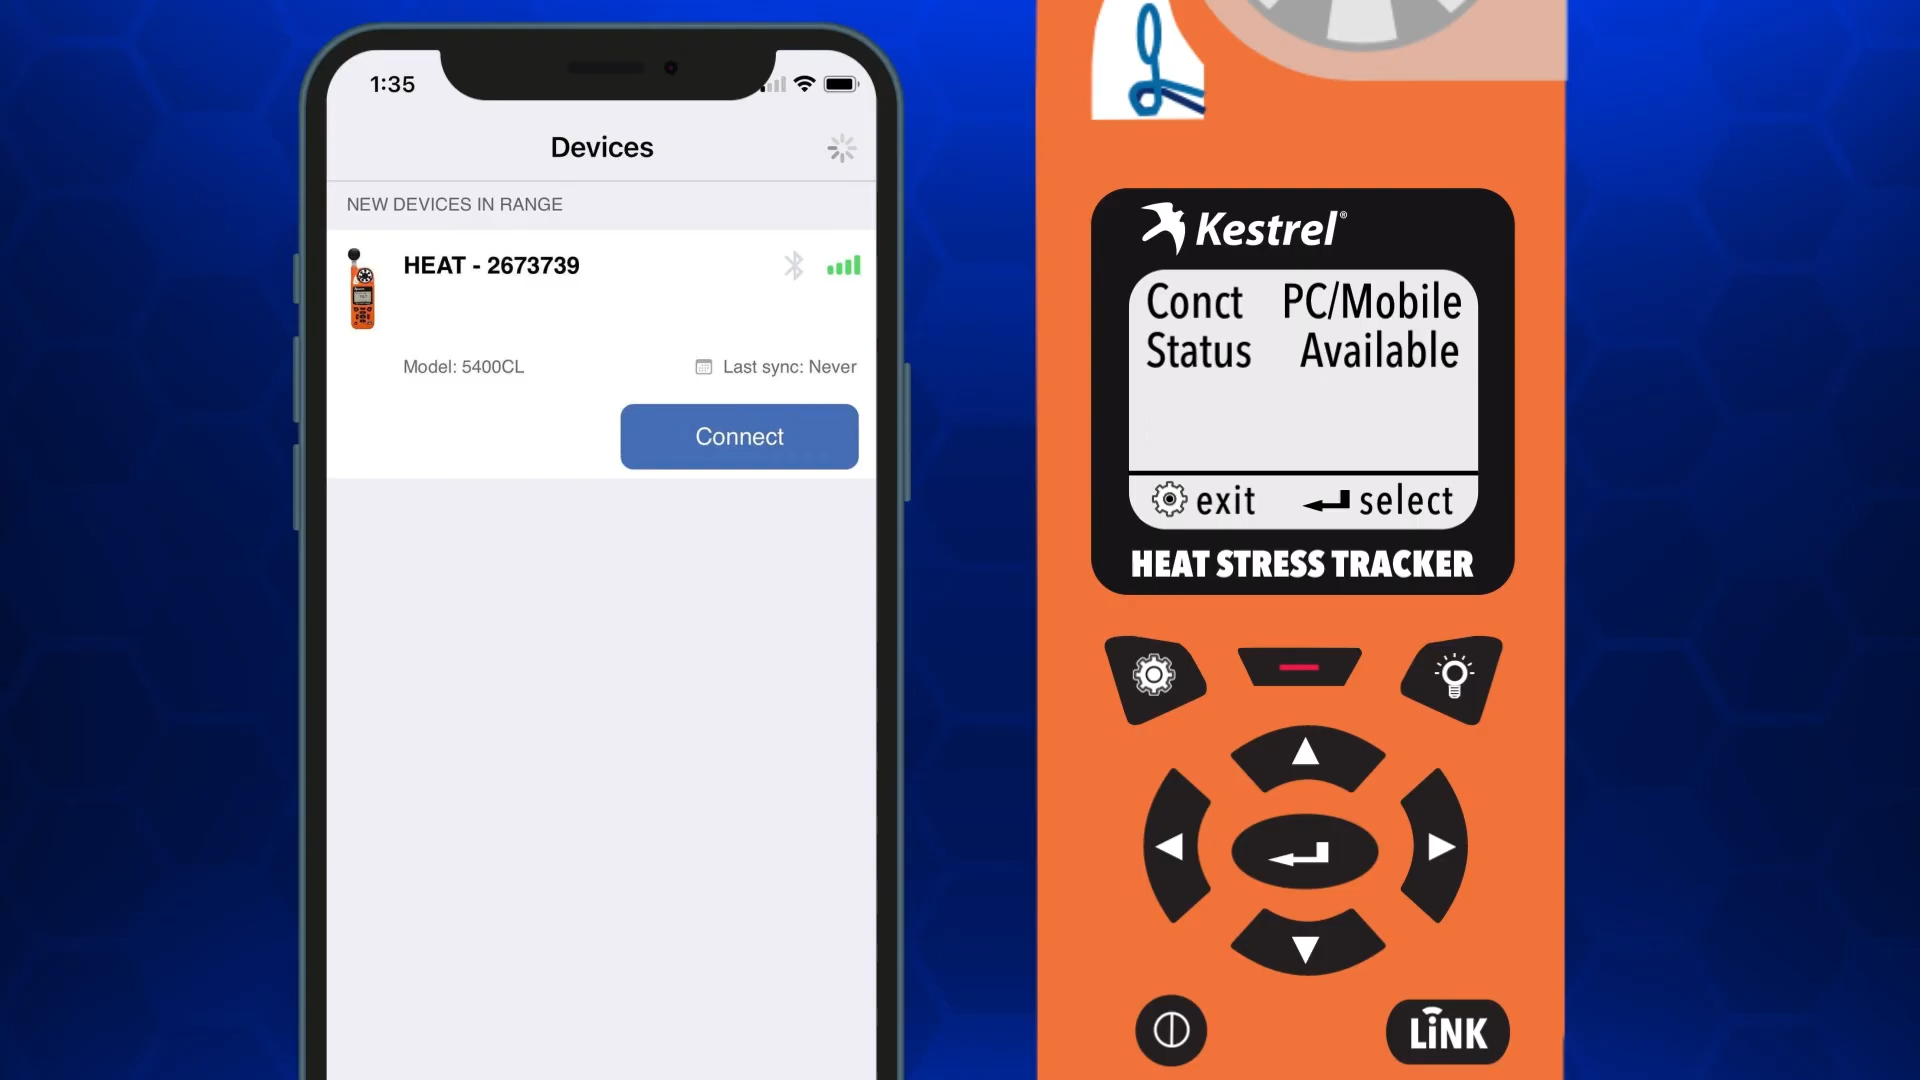 1:35
Devices
NEW DEVICES IN RANGE
HEAT - 2673739
Model: 5400CL
Last sync: Never
Connect
Kestrel®
Conct PC/Mobile
Status Available
exit select
HEAT STRESS TRACKER
LiNK